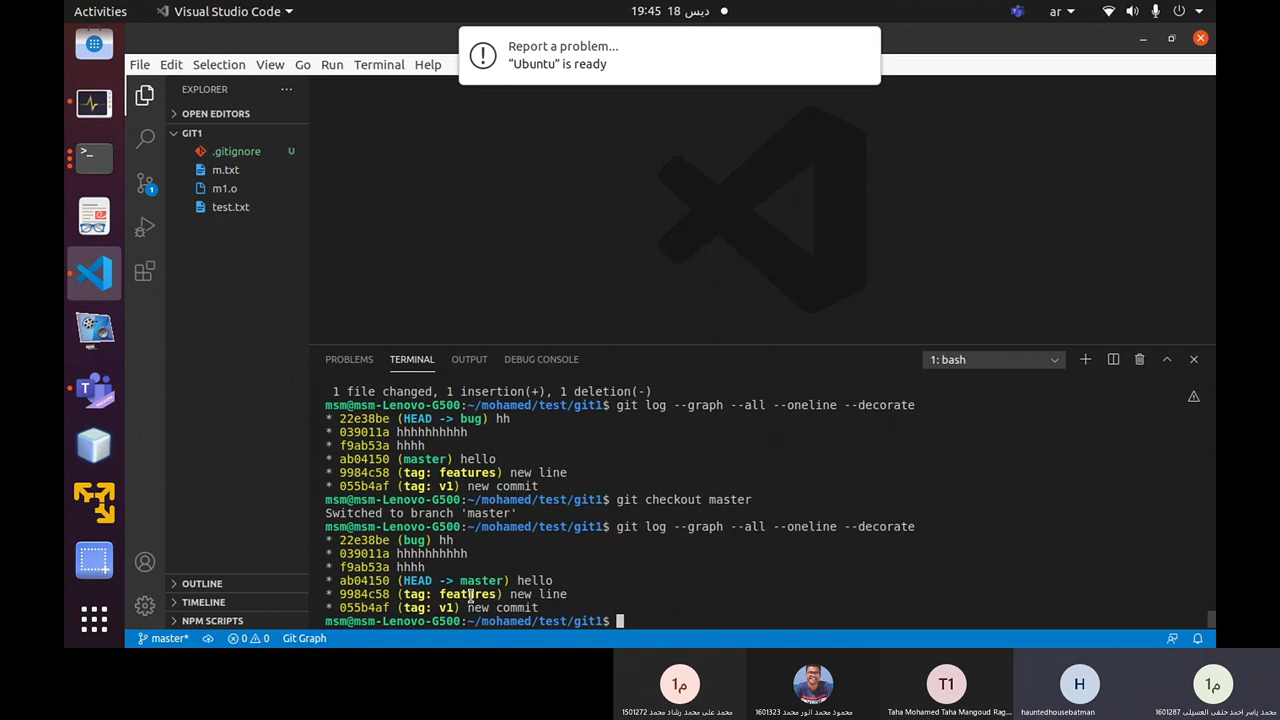 Activities
Visual Studio Code
19:45 18 ديس
ar
Report a problem...
“Ubuntu” is ready
File Edit Selection View Go Run Terminal Help
EXPLORER
OPEN EDITORS
GIT1
.gitignore U
m.txt
m1.o
test.txt
OUTLINE
TIMELINE
NPM SCRIPTS
PROBLEMS TERMINAL OUTPUT DEBUG CONSOLE
1: bash
1 file changed, 1 insertion(+), 1 deletion(-)
msm@msm-Lenovo-G500:~/mohamed/test/git1$ git log --graph --all --oneline --decorate
* 22e38be (HEAD -> bug) hh
* 039011a hhhhhhhhhh
* f9ab53a hhhh
* ab04150 (master) hello
* 9984c58 (tag: features) new line
* 055b4af (tag: v1) new commit
msm@msm-Lenovo-G500:~/mohamed/test/git1$ git checkout master
Switched to branch 'master'
msm@msm-Lenovo-G500:~/mohamed/test/git1$ git log --graph --all --oneline --decorate
* 22e38be (bug) hh
* 039011a hhhhhhhhhh
* f9ab53a hhhh
* ab04150 (HEAD -> master) hello
* 9984c58 (tag: features) new line
* 055b4af (tag: v1) new commit
msm@msm-Lenovo-G500:~/mohamed/test/git1$
1
master* 0 0 Git Graph
م1
T1
H
م1
محمد على محمد رشاد محمد 1501272
محمود محمد انور محمد 1601323
Taha Mohamed Taha Mangoud Rag...
hauntedhousebatman
محمد ياسر احمد حنفى العسيلى 1601287